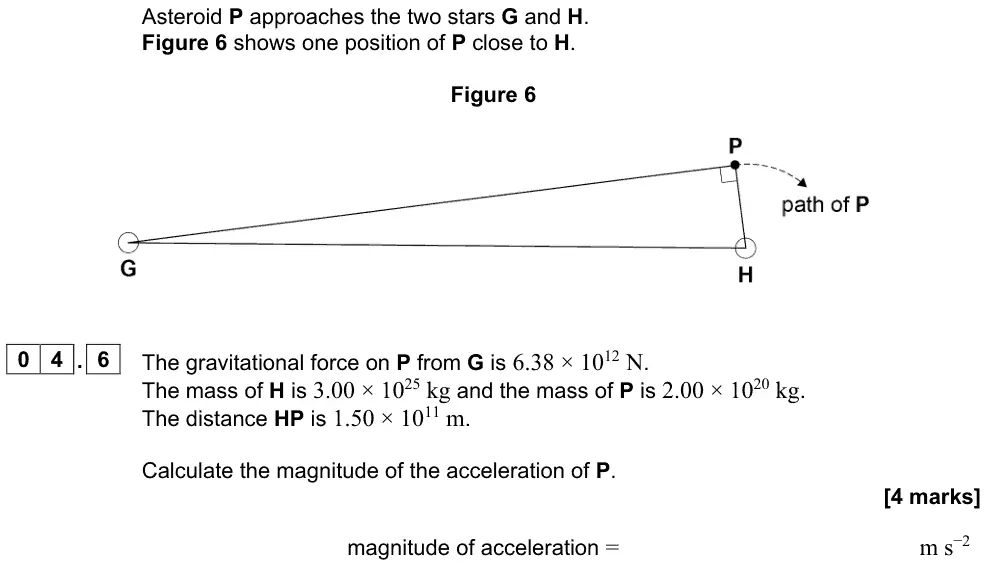 Asteroid P approaches the two stars G and H.
Figure 6 shows one position of P close to H.
Figure 6
P
path of P
G
H
0 4 . 6 The gravitational force on P from G is 6.38 × 10¹² N.
The mass of H is 3.00 × 10²⁵ kg and the mass of P is 2.00 × 10²⁰ kg.
The distance HP is 1.50 × 10¹¹ m.
Calculate the magnitude of the acceleration of P.
[4 marks]
magnitude of acceleration = m s⁻²